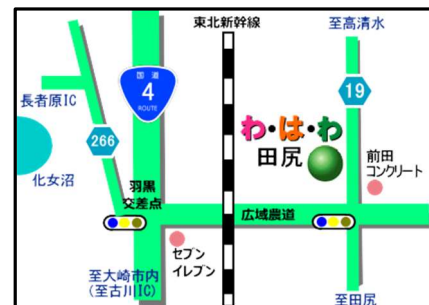 東北新幹線
至高清水
国道
4
ROUTE
長者原IC
266
19
わ・は・わ
田尻
化女沼
前田
コンクリート
羽黒
交差点
広域農道
セブン
イレブン
至大崎市内
(至古川IC)
至田尻